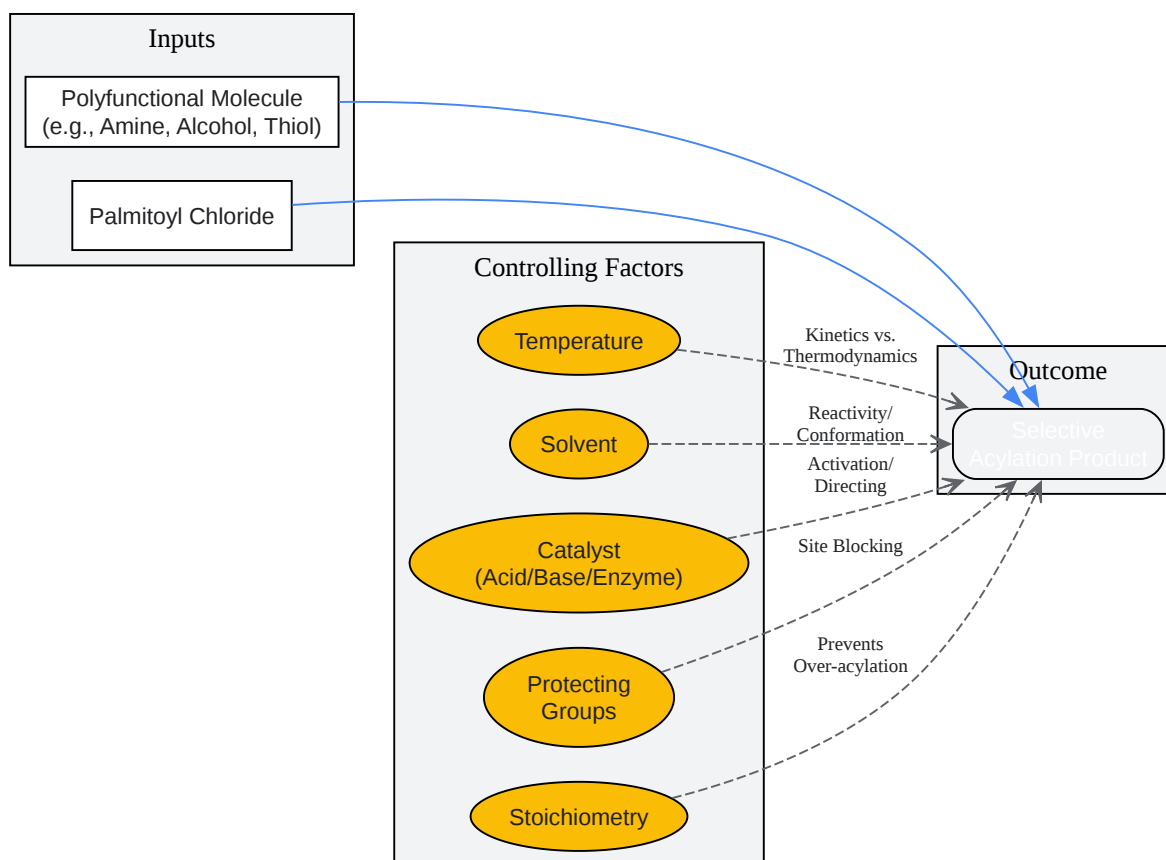 Inputs
Polyfunctional Molecule
(e.g., Amine, Alcohol, Thiol)
Palmitoyl Chloride
Controlling Factors
Temperature
Solvent
Catalyst
(Acid/Base/Enzyme)
Protecting
Groups
Stoichiometry
Kinetics vs.
Thermodynamics
Reactivity/
Conformation
Activation/
Directing
Site Blocking
Prevents
Over-acylation
Outcome
Selective
Acylation Product